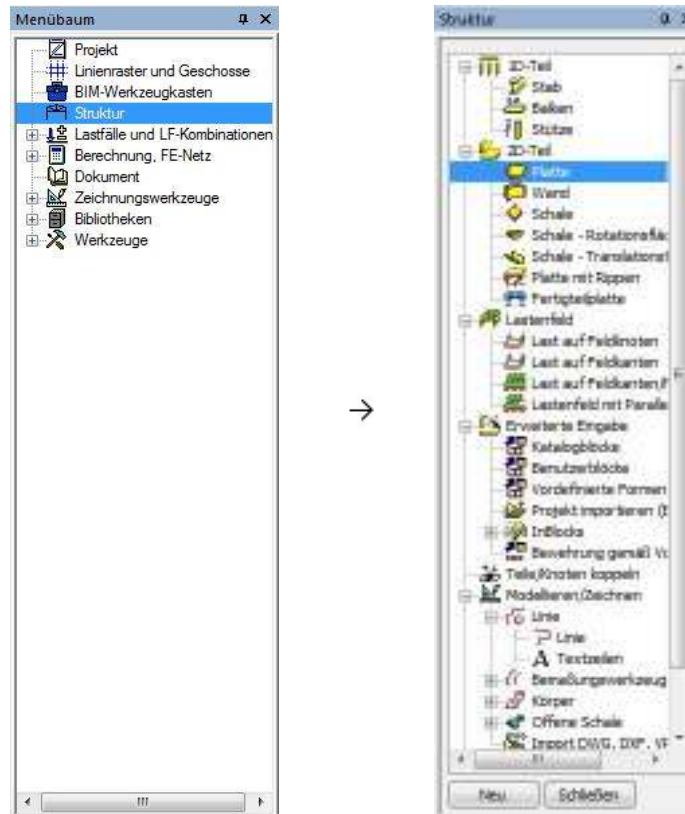 Menübaum
Projekt
Linienraster und Geschosse
BIM-Werkzeugkasten
Struktur
Lastfälle und LF-Kombinationen
Berechnung, FE-Netz
Dokument
Zeichnungswerkzeuge
Bibliotheken
Werkzeuge
→
Struktur
1D-Teil
Stab
Balken
Stütze
2D-Teil
Platte
Wand
Schale
Schale - Rotationsfläc
Schale - Translationsf
Platte mit Rippen
Fertigteilplatte
Lastenfeld
Last auf Feldknoten
Last auf Feldkanten
Last auf Feldkanten/
Lastenfeld mit Paralle
Erweiterte Eingabe
Katalogblöcke
Benutzerblöcke
Vordefinierte Formen
Projekt importieren (E
InBlocks
Bewehrung gemäß Vo
Teile/Knoten koppeln
Modellieren/Zeichnen
Linie
Linie
Textzeilen
Bemaßungswerkzeug
Körper
Offene Schale
Import DWG, DXF, VR
Neu Schließen